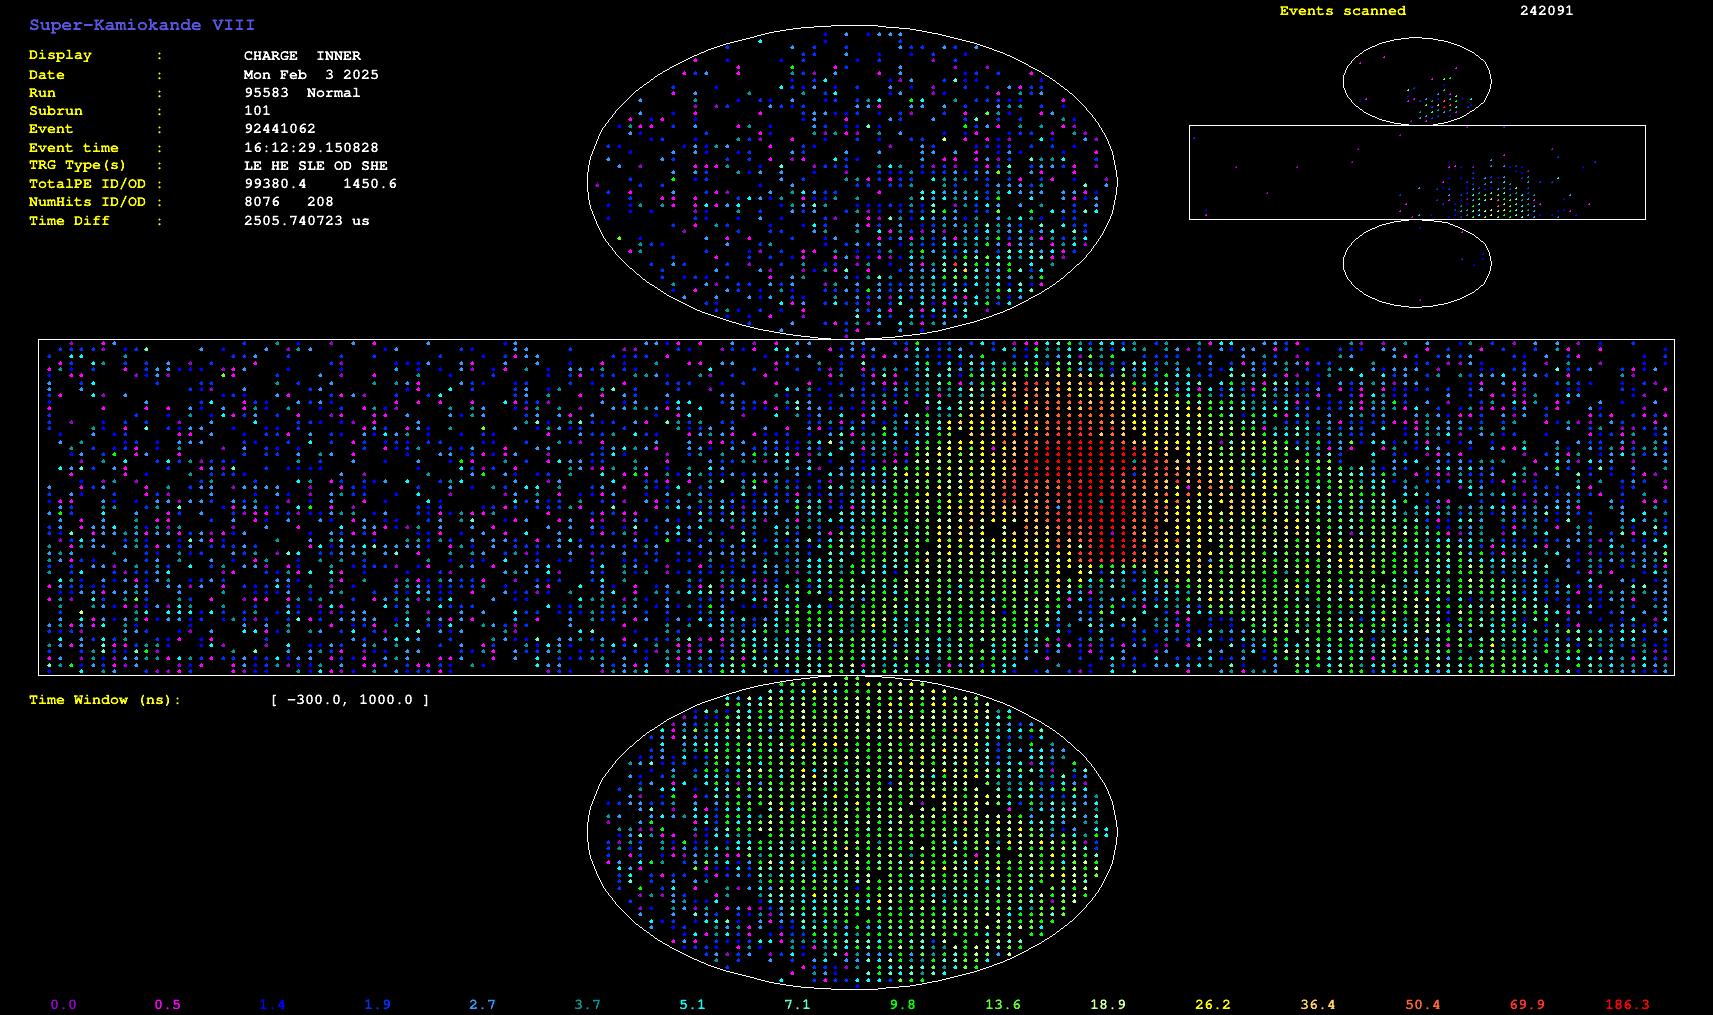 Super-Kamiokande VIII
Events scanned 242091
Display : CHARGE INNER
Date : Mon Feb 3 2025
Run : 95583 Normal
Subrun : 101
Event : 92441062
Event time : 16:12:29.150828
TRG Type(s) : LE HE SLE OD SHE
TotalPE ID/OD : 99380.4 1450.6
NumHits ID/OD : 8076 208
Time Diff : 2505.740723 us
Time Window (ns): [ -300.0, 1000.0 ]
0.0 0.5 1.4 1.9 2.7 3.7 5.1 7.1 9.8 13.6 18.9 26.2 36.4 50.4 69.9 186.3